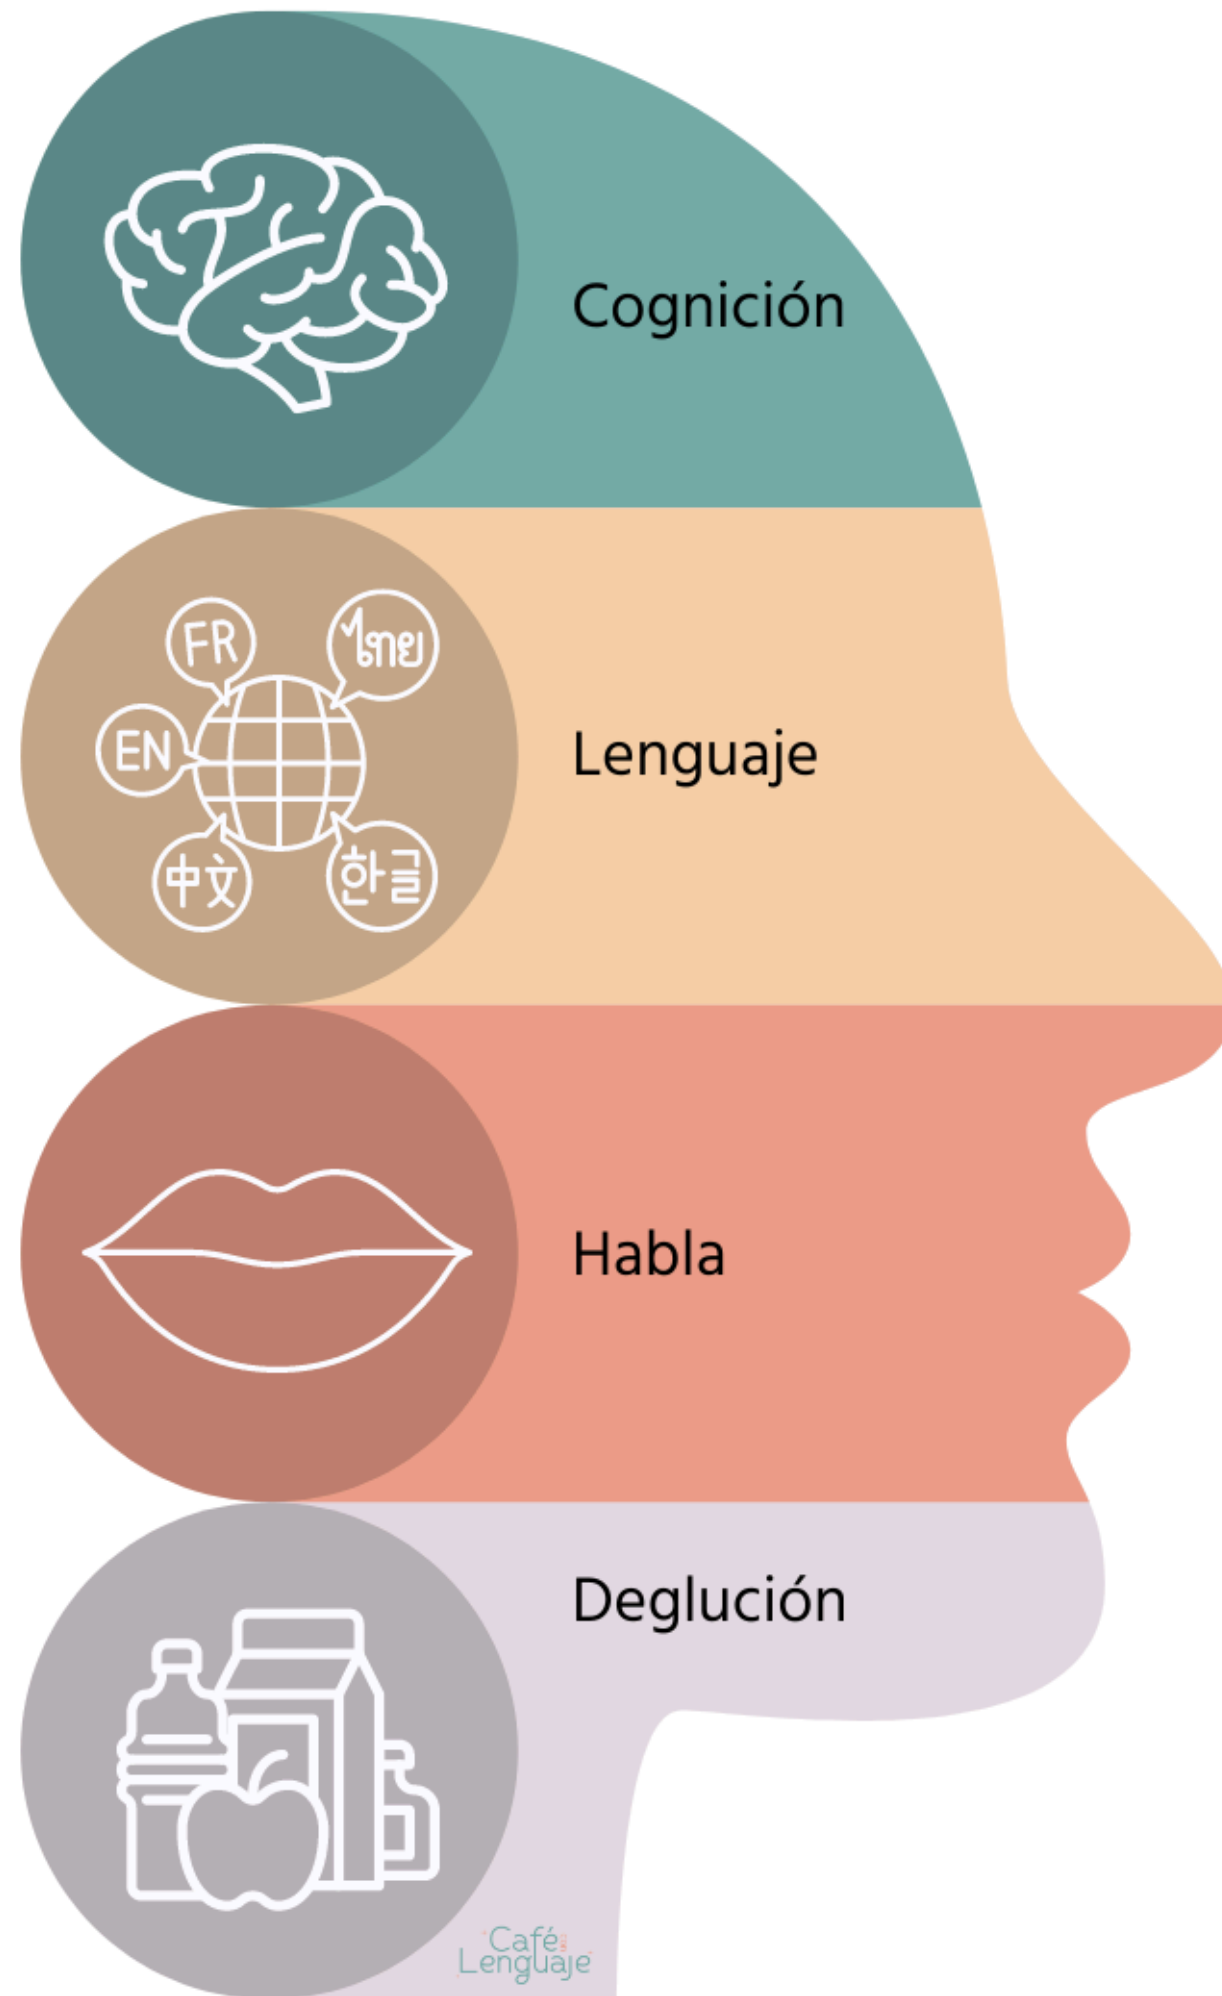 Cognición
FR
ไทย
EN
Lenguaje
中文
한글
Habla
Deglución
Café
Lenguaje